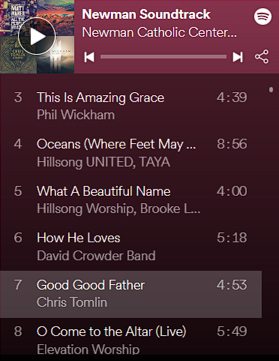 Newman Soundtrack
Newman Catholic Center...
3 This Is Amazing Grace 4:39
Phil Wickham
4 Oceans (Where Feet May ... 8:56
Hillsong UNITED, TAYA
5 What A Beautiful Name 4:00
Hillsong Worship, Brooke L...
6 How He Loves 5:18
David Crowder Band
7 Good Good Father 4:53
Chris Tomlin
8 O Come to the Altar (Live) 5:49
Elevation Worship